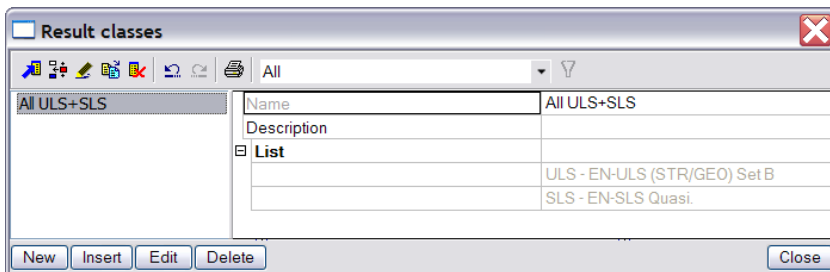 Result classes
All
All ULS+SLS
Name All ULS+SLS
Description
List
ULS - EN-ULS (STR/GEO) Set B
SLS - EN-SLS Quasi.
New Insert Edit Delete Close